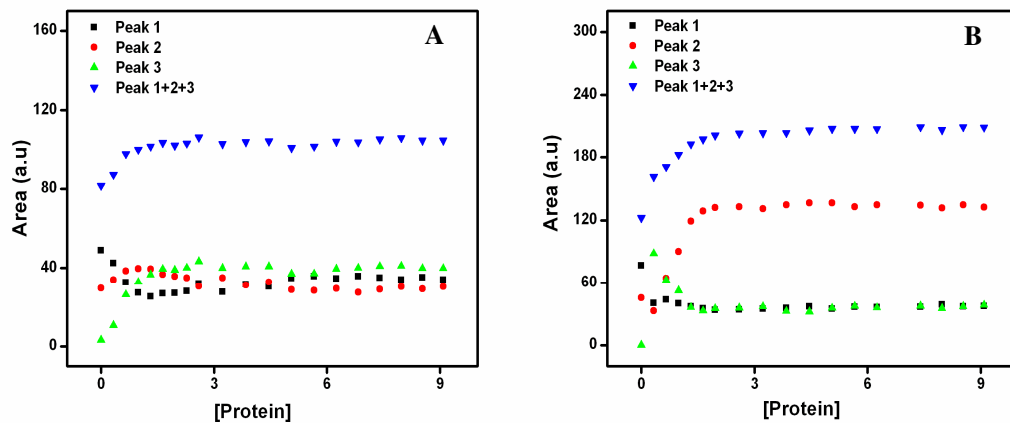 A
Peak 1
Peak 2
Peak 3
Peak 1+2+3
Area (a.u)
160
120
80
40
0
0 3 6 9
[Protein]
B
Peak 1
Peak 2
Peak 3
Peak 1+2+3
Area (a.u)
300
240
180
120
60
0
0 3 6 9
[Protein]